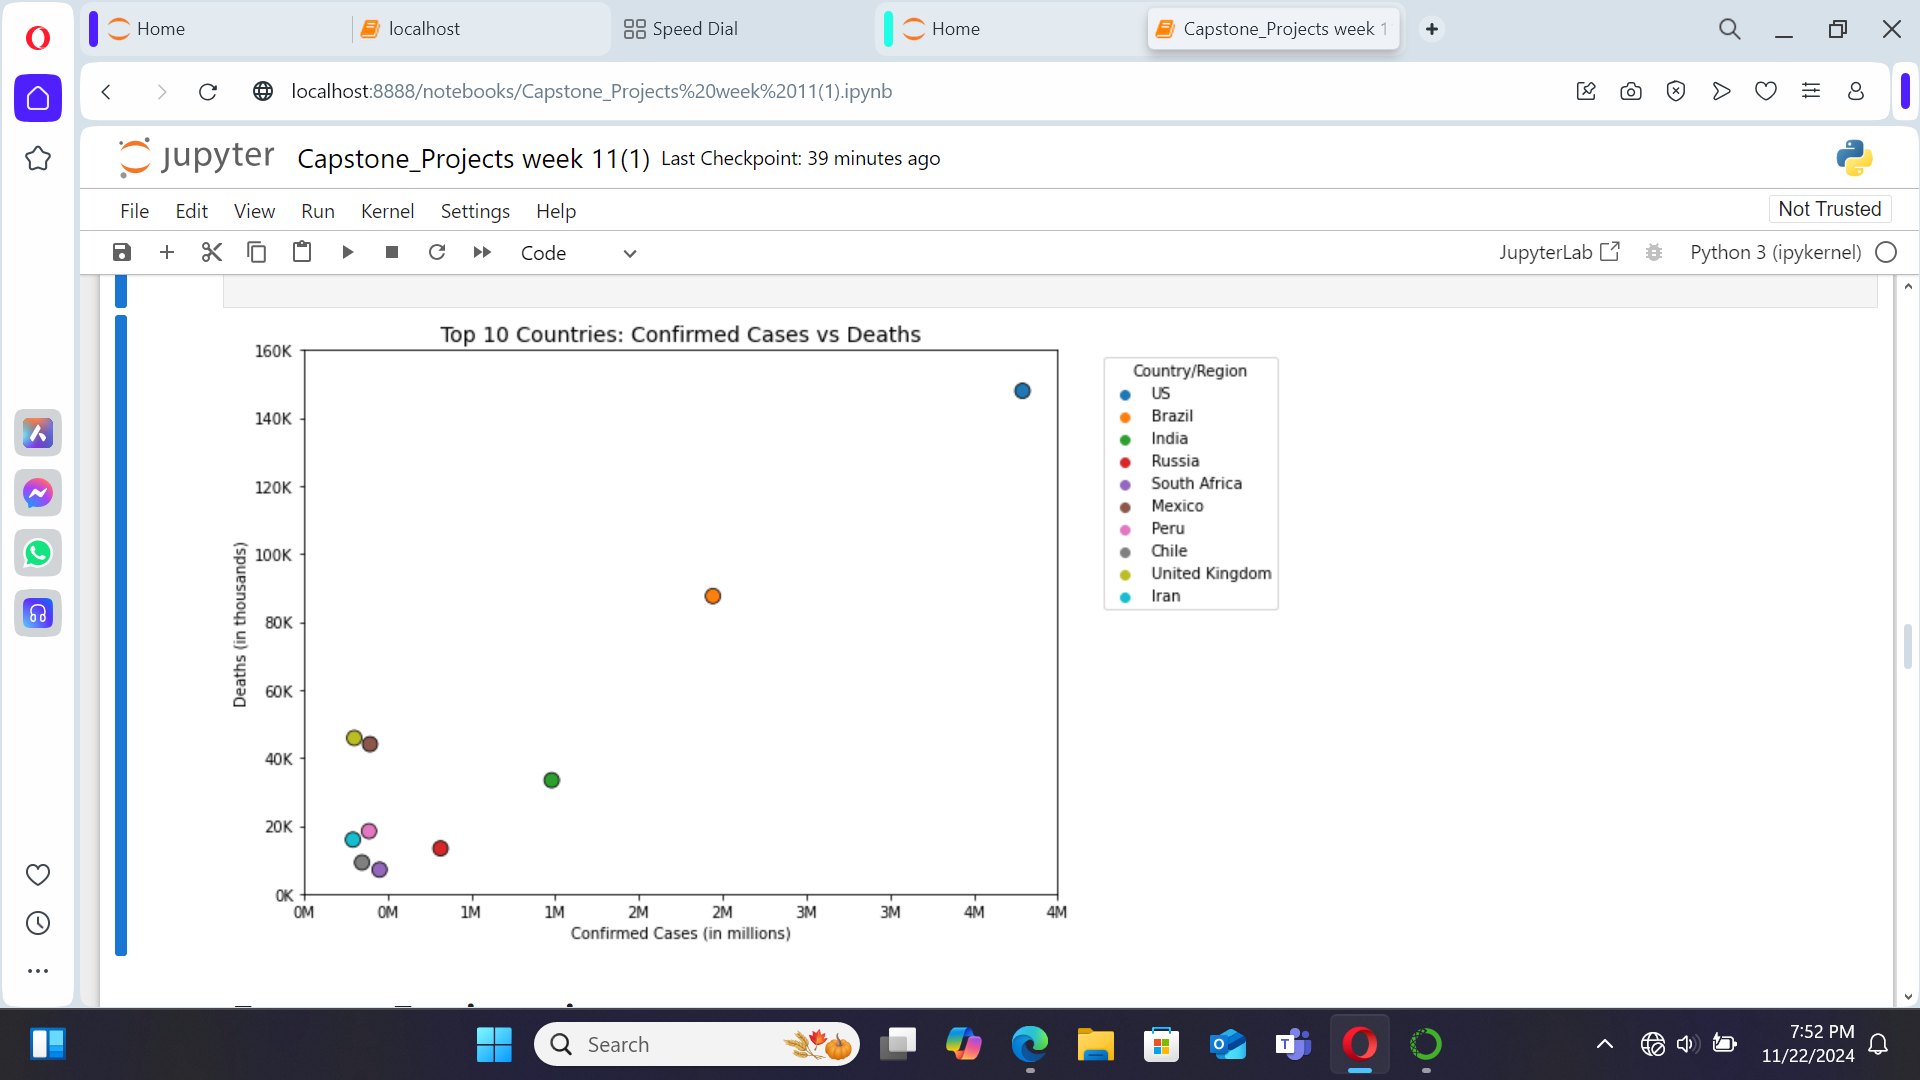 Home
localhost
Speed Dial
Home
Capstone_Projects week 1
localhost:8888/notebooks/Capstone_Projects%20week%2011(1).ipynb
jupyter
Capstone_Projects week 11(1) Last Checkpoint: 39 minutes ago
File Edit View Run Kernel Settings Help
Not Trusted
Code
JupyterLab
Python 3 (ipykernel)
Top 10 Countries: Confirmed Cases vs Deaths
160K
140K
120K
100K
80K
60K
40K
20K
0K
Deaths (in thousands)
0M 0M 1M 1M 2M 2M 3M 3M 4M 4M
Confirmed Cases (in millions)
Country/Region
US
Brazil
India
Russia
South Africa
Mexico
Peru
Chile
United Kingdom
Iran
Search
7:52 PM
11/22/2024